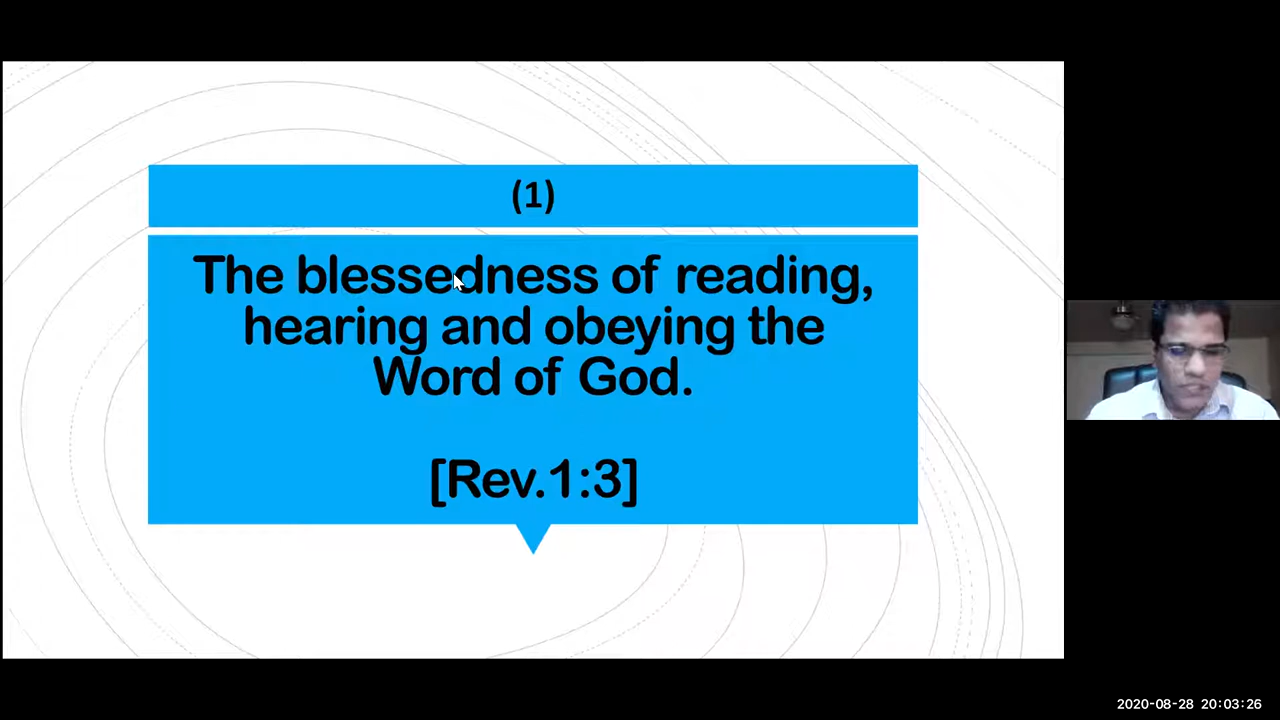 (1)
The blessedness of reading,
hearing and obeying the
Word of God.
[Rev.1:3]
2020-08-28 20:03:26